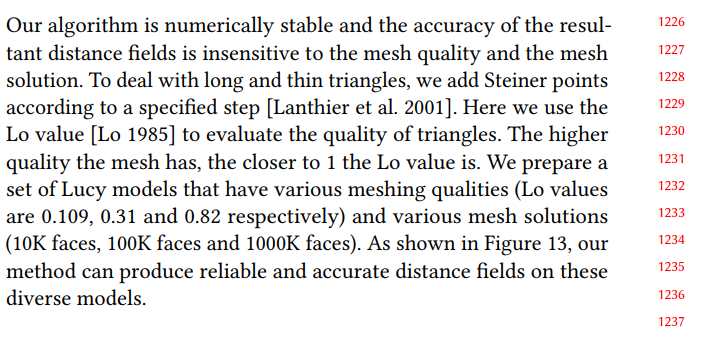 Our algorithm is numerically stable and the accuracy of the resul- 1226
tant distance fields is insensitive to the mesh quality and the mesh 1227
solution. To deal with long and thin triangles, we add Steiner points 1228
according to a specified step [Lanthier et al. 2001]. Here we use the 1229
Lo value [Lo 1985] to evaluate the quality of triangles. The higher 1230
quality the mesh has, the closer to 1 the Lo value is. We prepare a 1231
set of Lucy models that have various meshing qualities (Lo values 1232
are 0.109, 0.31 and 0.82 respectively) and various mesh solutions 1233
(10K faces, 100K faces and 1000K faces). As shown in Figure 13, our 1234
method can produce reliable and accurate distance fields on these 1235
diverse models. 1236
1237